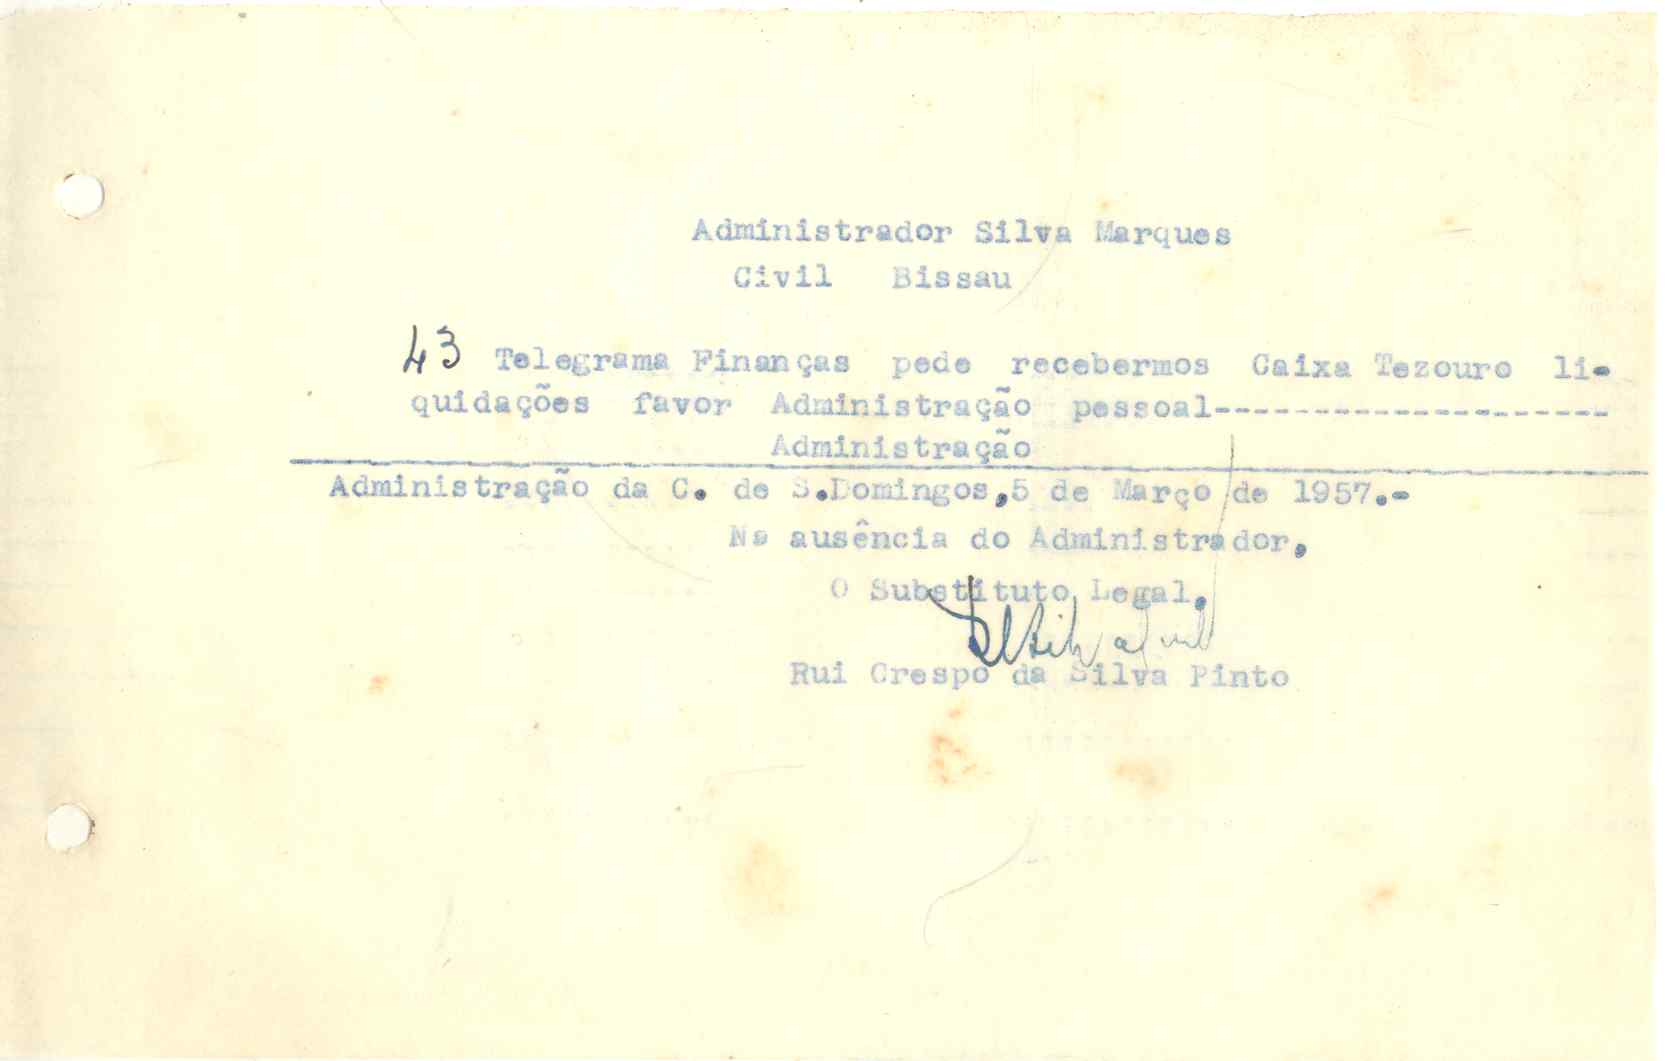 Administrador Silva Marques
Civil Bissau
43 Telegrama Finanças pede recebermos Caixa Tezouro li-
quidações favor Administração pessoal--------------------
Administração
Administração da C. de S.Domingos,5 de Março de 1957.-
Na ausência do Administrador,
O Substituto Legal,
Rui Crespo da Silva Pinto